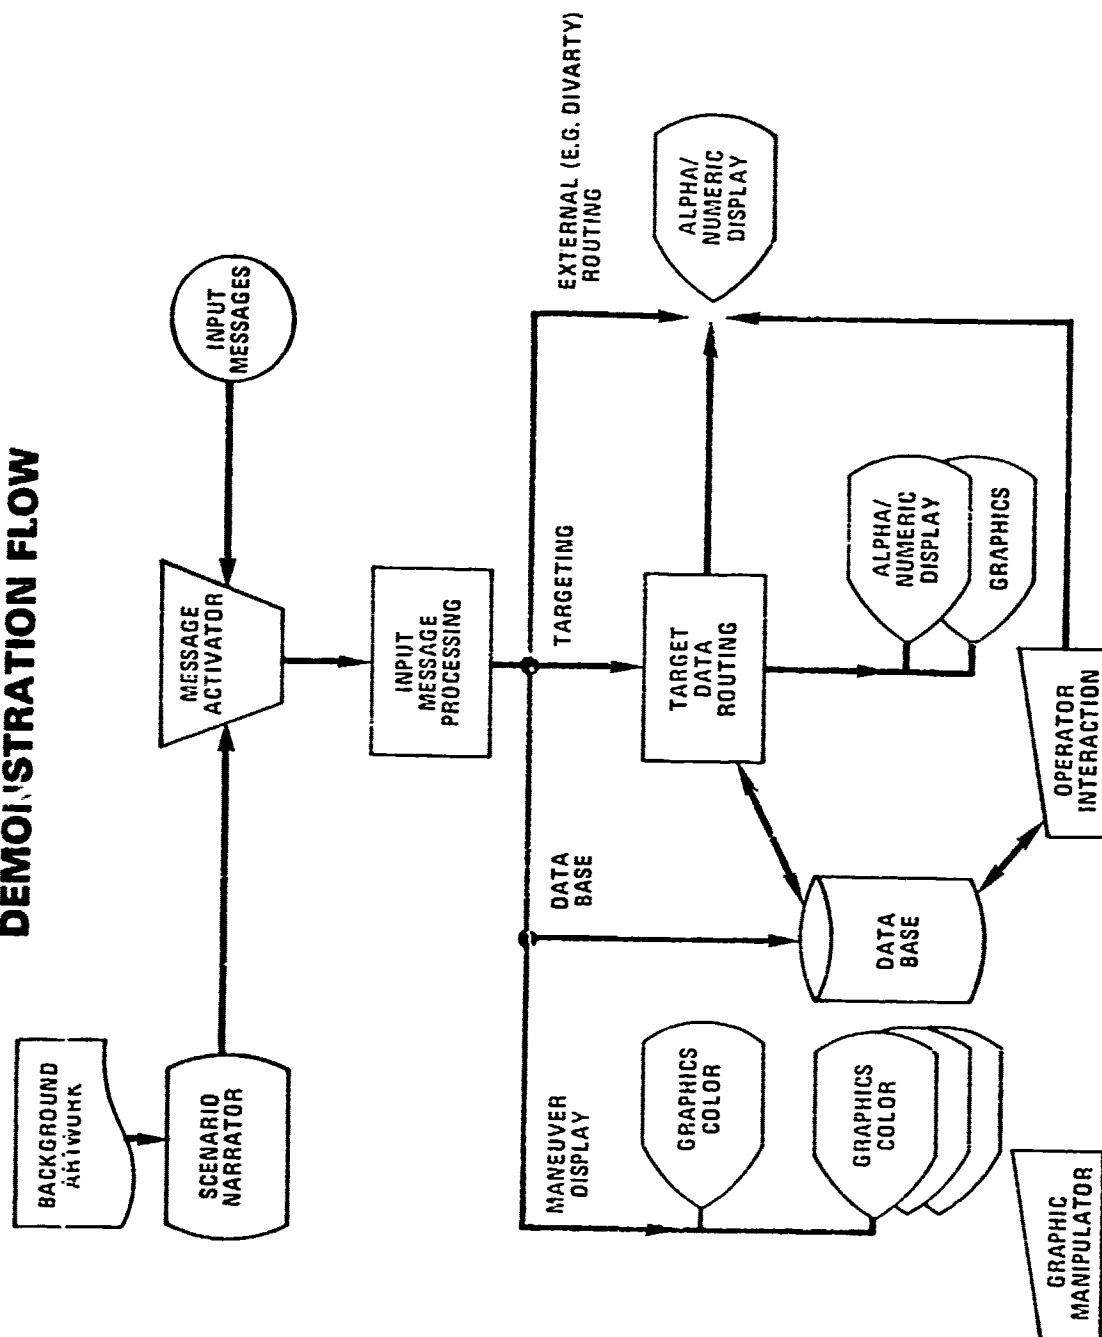 DEMONSTRATION FLOW
BACKGROUND
ARTWORK
SCENARIO
NARRATOR
MESSAGE
ACTIVATOR
INPUT
MESSAGES
INPUT
MESSAGE
PROCESSING
MANEUVER
DISPLAY
DATA
BASE
TARGETING
EXTERNAL (E.G. DIVARTY)
ROUTING
GRAPHICS
COLOR
TARGET
DATA
ROUTING
ALPHA/
NUMERIC
DISPLAY
GRAPHICS
COLOR
DATA
BASE
ALPHA/
NUMERIC
DISPLAY
GRAPHICS
GRAPHIC
MANIPULATOR
OPERATOR
INTERACTION